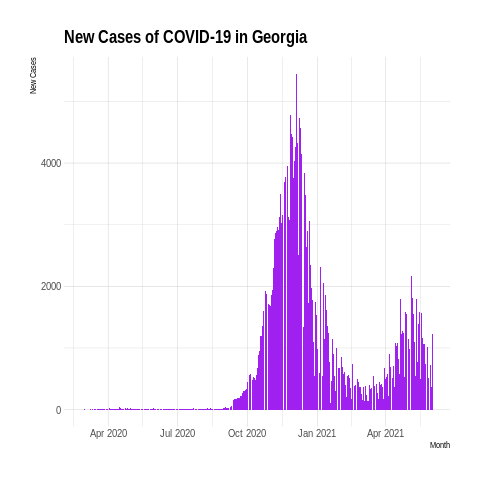 New Cases of COVID-19 in Georgia
New Cases
4000
2000
0
Apr 2020
Jul 2020
Oct 2020
Jan 2021
Apr 2021
Month